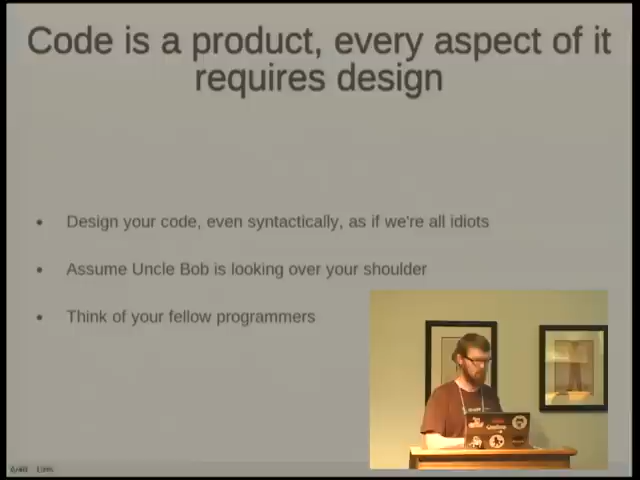 Code is a product, every aspect of it
requires design
• Design your code, even syntactically, as if we're all idiots
• Assume Uncle Bob is looking over your shoulder
• Think of your fellow programmers